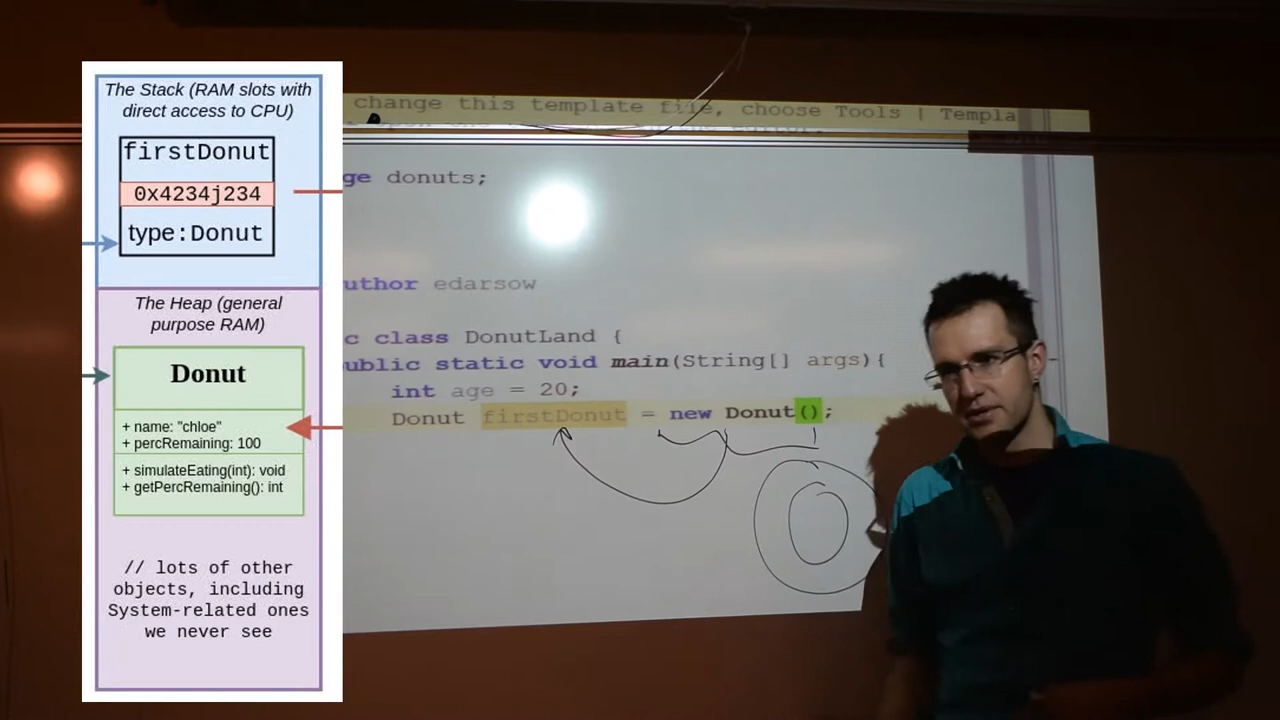 The Stack (RAM slots with
direct access to CPU)
firstDonut
0x4234j234
type:Donut
The Heap (general
purpose RAM)
Donut
+ name: "chloe"
+ percRemaining: 100
+ simulateEating(int): void
+ getPercRemaining(): int
// lots of other
objects, including
System-related ones
we never see
change this template file, choose Tools | Templa
editor.
ge donuts;
uthor edarsow
c class DonutLand {
ublic static void main(String[] args){
int age = 20;
Donut firstDonut = new Donut();